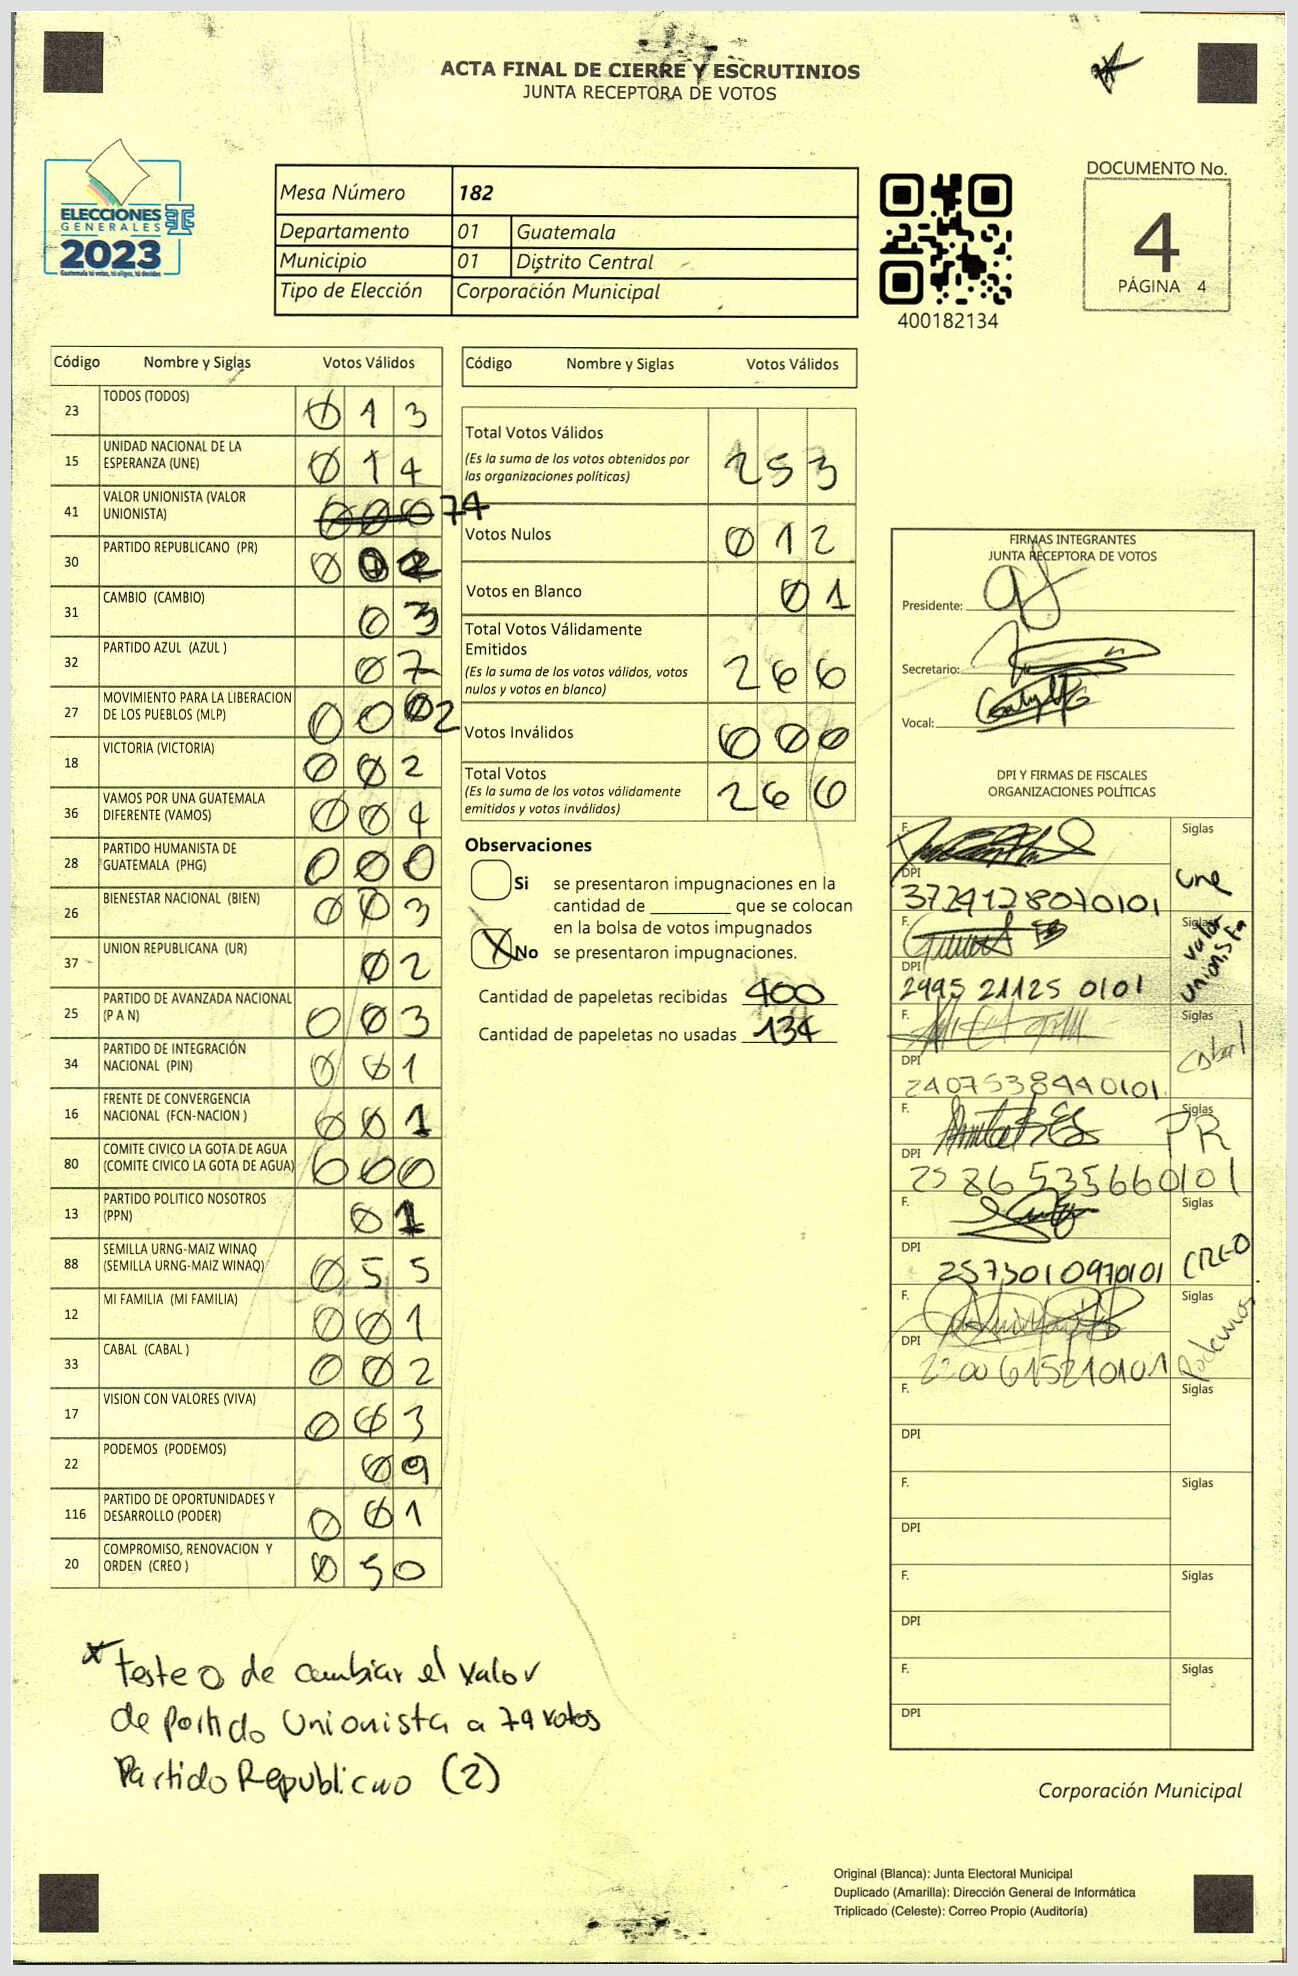 ACTA FINAL DE CIERRE Y ESCRUTINIOS
JUNTA RECEPTORA DE VOTOS
ELECCIONES
GENERALES
2023
Guatemala tú votas, tú eliges, tú decides
Mesa Número 182
Departamento 01 Guatemala
Municipio 01 Distrito Central
Tipo de Elección Corporación Municipal
400182134
DOCUMENTO No.
4
PÁGINA 4
Código Nombre y Siglas Votos Válidos
23 TODOS (TODOS) 0 1 3
15 UNIDAD NACIONAL DE LA
ESPERANZA (UNE) 0 1 4
41 VALOR UNIONISTA (VALOR
UNIONISTA) 000 74
30 PARTIDO REPUBLICANO (PR) 0 0 2
31 CAMBIO (CAMBIO) 0 3
32 PARTIDO AZUL (AZUL ) 0 7
27 MOVIMIENTO PARA LA LIBERACION
DE LOS PUEBLOS (MLP) 0 0 0 2
18 VICTORIA (VICTORIA) 0 0 2
36 VAMOS POR UNA GUATEMALA
DIFERENTE (VAMOS) 0 0 4
28 PARTIDO HUMANISTA DE
GUATEMALA (PHG) 0 0 0
26 BIENESTAR NACIONAL (BIEN) 0 0 3
37 UNION REPUBLICANA (UR) 0 2
25 PARTIDO DE AVANZADA NACIONAL
(P A N) 0 0 3
34 PARTIDO DE INTEGRACIÓN
NACIONAL (PIN) 0 0 1
16 FRENTE DE CONVERGENCIA
NACIONAL (FCN-NACION ) 0 0 1
80 COMITE CIVICO LA GOTA DE AGUA
(COMITE CIVICO LA GOTA DE AGUA) 0 0 0
13 PARTIDO POLITICO NOSOTROS
(PPN) 0 1
88 SEMILLA URNG-MAIZ WINAQ
(SEMILLA URNG-MAIZ WINAQ) 0 5 5
12 MI FAMILIA (MI FAMILIA) 0 0 1
33 CABAL (CABAL ) 0 0 2
17 VISION CON VALORES (VIVA) 0 0 3
22 PODEMOS (PODEMOS) 0 9
116 PARTIDO DE OPORTUNIDADES Y
DESARROLLO (PODER) 0 0 1
20 COMPROMISO, RENOVACION Y
ORDEN (CREO ) 0 5 0
Código Nombre y Siglas Votos Válidos
Total Votos Válidos 2 5 3
(Es la suma de los votos obtenidos por
las organizaciones políticas)
Votos Nulos 0 1 2
Votos en Blanco 0 1
Total Votos Válidamente
Emitidos 2 6 6
(Es la suma de los votos válidos, votos
nulos y votos en blanco)
Votos Inválidos 0 0 0
Total Votos 2 6 6
(Es la suma de los votos válidamente
emitidos y votos inválidos)
Observaciones
Si se presentaron impugnaciones en la
cantidad de ________ que se colocan
en la bolsa de votos impugnados
X No se presentaron impugnaciones.
Cantidad de papeletas recibidas 400
Cantidad de papeletas no usadas 134
FIRMAS INTEGRANTES
JUNTA RECEPTORA DE VOTOS
Presidente:
Secretario:
Vocal:
DPI Y FIRMAS DE FISCALES
ORGANIZACIONES POLÍTICAS
F. Siglas
DPI 3729128070101 une
F. Siglas
DPI 2995 21125 0101 valor
unionista
F. Siglas
DPI 2407538440101 Cabal
F. Siglas
DPI 2586535660101 PR
F. Siglas
DPI 2573010970101 CREO
F. Siglas
DPI 2200615210101 Podemos
F. Siglas
DPI
F. Siglas
DPI
F. Siglas
DPI
F. Siglas
DPI
* testeo de cambiar el valor
de partido Unionista a 74 votos
Partido Republicano (2)
Corporación Municipal
Original (Blanca): Junta Electoral Municipal
Duplicado (Amarilla): Dirección General de Informática
Triplicado (Celeste): Correo Propio (Auditoría)